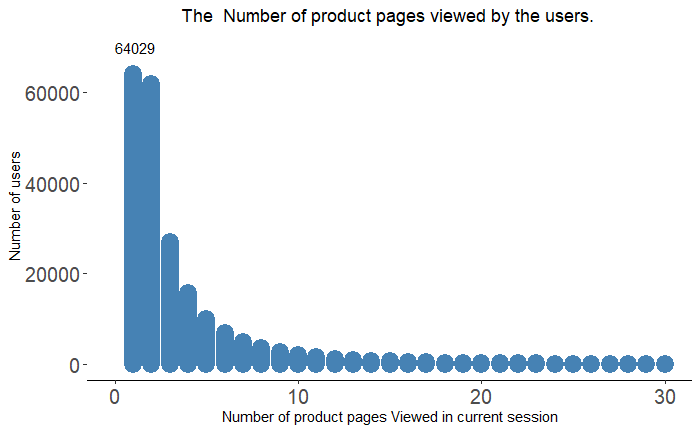 The  Number of product pages viewed by the users.
64029
60000
40000
20000
0
Number of users
0 10 20 30
Number of product pages Viewed in current session